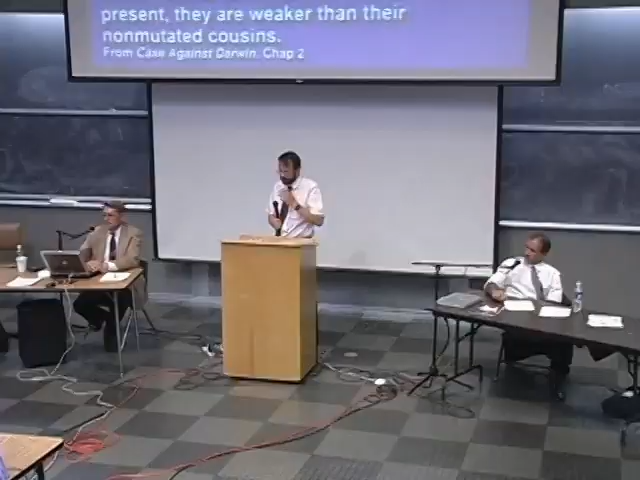 present, they are weaker than their
nonmutated cousins.
From Case Against Darwin, Chap 2